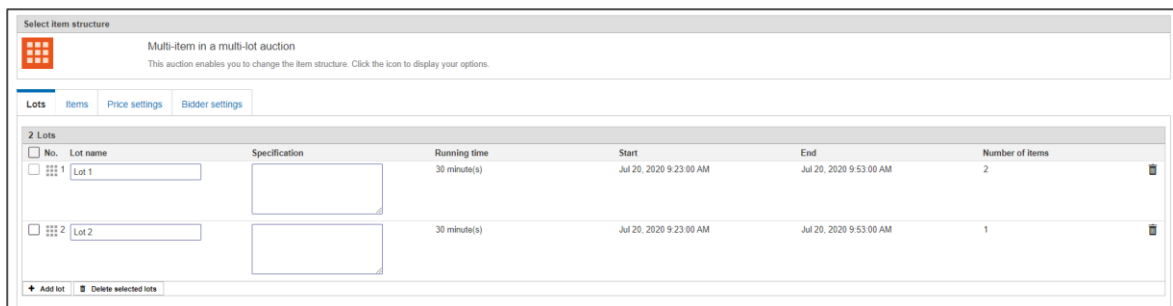 Select item structure
Multi-item in a multi-lot auction
This auction enables you to change the item structure. Click the icon to display your options.
Lots Items Price settings Bidder settings
2 Lots
No. Lot name Specification Running time Start End Number of items
1 Lot 1 30 minute(s) Jul 20, 2020 9:23:00 AM Jul 20, 2020 9:53:00 AM 2
2 Lot 2 30 minute(s) Jul 20, 2020 9:23:00 AM Jul 20, 2020 9:53:00 AM 1
+ Add lot Delete selected lots